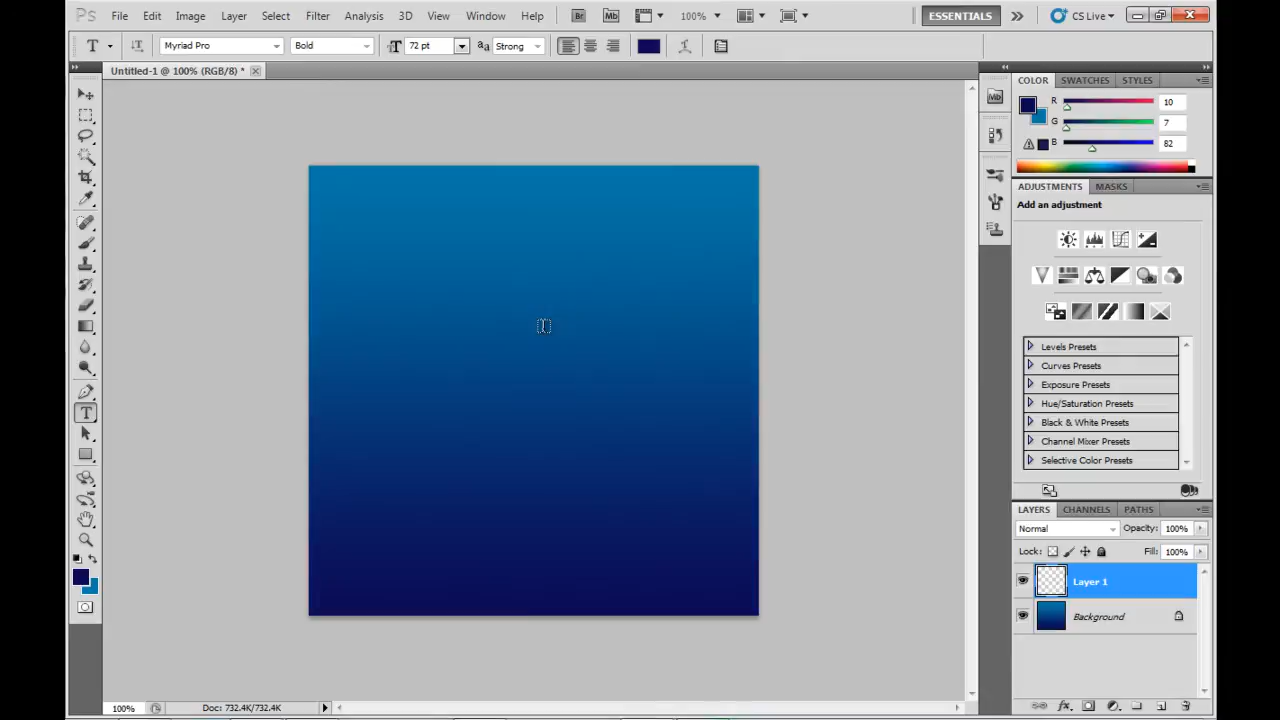 Ps File Edit Image Layer Select Filter Analysis 3D View Window Help Br Mb 100% ESSENTIALS CS Live
T Myriad Pro Bold T 72 pt aa Strong
Untitled-1 @ 100% (RGB/8) *
COLOR SWATCHES STYLES
R 10
G 7
B 82
Mb
ADJUSTMENTS MASKS
Add an adjustment
Levels Presets
Curves Presets
Exposure Presets
Hue/Saturation Presets
Black & White Presets
Channel Mixer Presets
Selective Color Presets
LAYERS CHANNELS PATHS
Normal Opacity: 100%
Lock: Fill: 100%
Layer 1
Background
100% Doc: 732.4K/732.4K